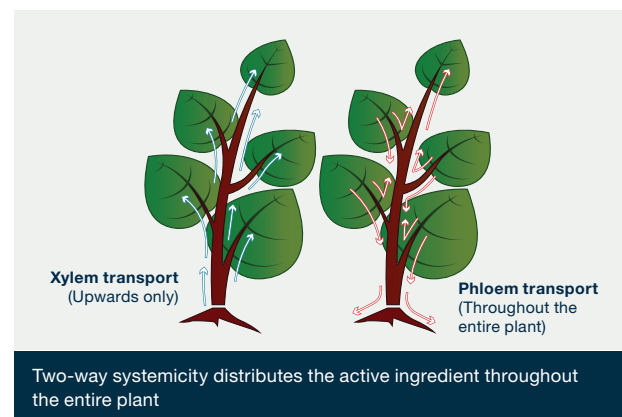 Xylem transport
(Upwards only)
Phloem transport
(Throughout the
entire plant)
Two-way systemicity distributes the active ingredient throughout
the entire plant